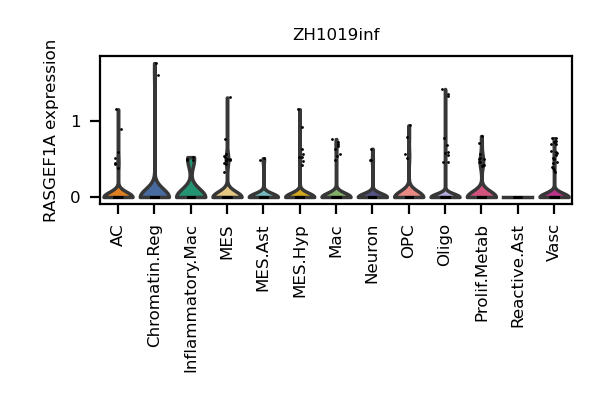 ZH1019inf
RASGEF1A expression
1
0
AC
Chromatin.Reg
Inflammatory.Mac
MES
MES.Ast
MES.Hyp
Mac
Neuron
OPC
Oligo
Prolif.Metab
Reactive.Ast
Vasc